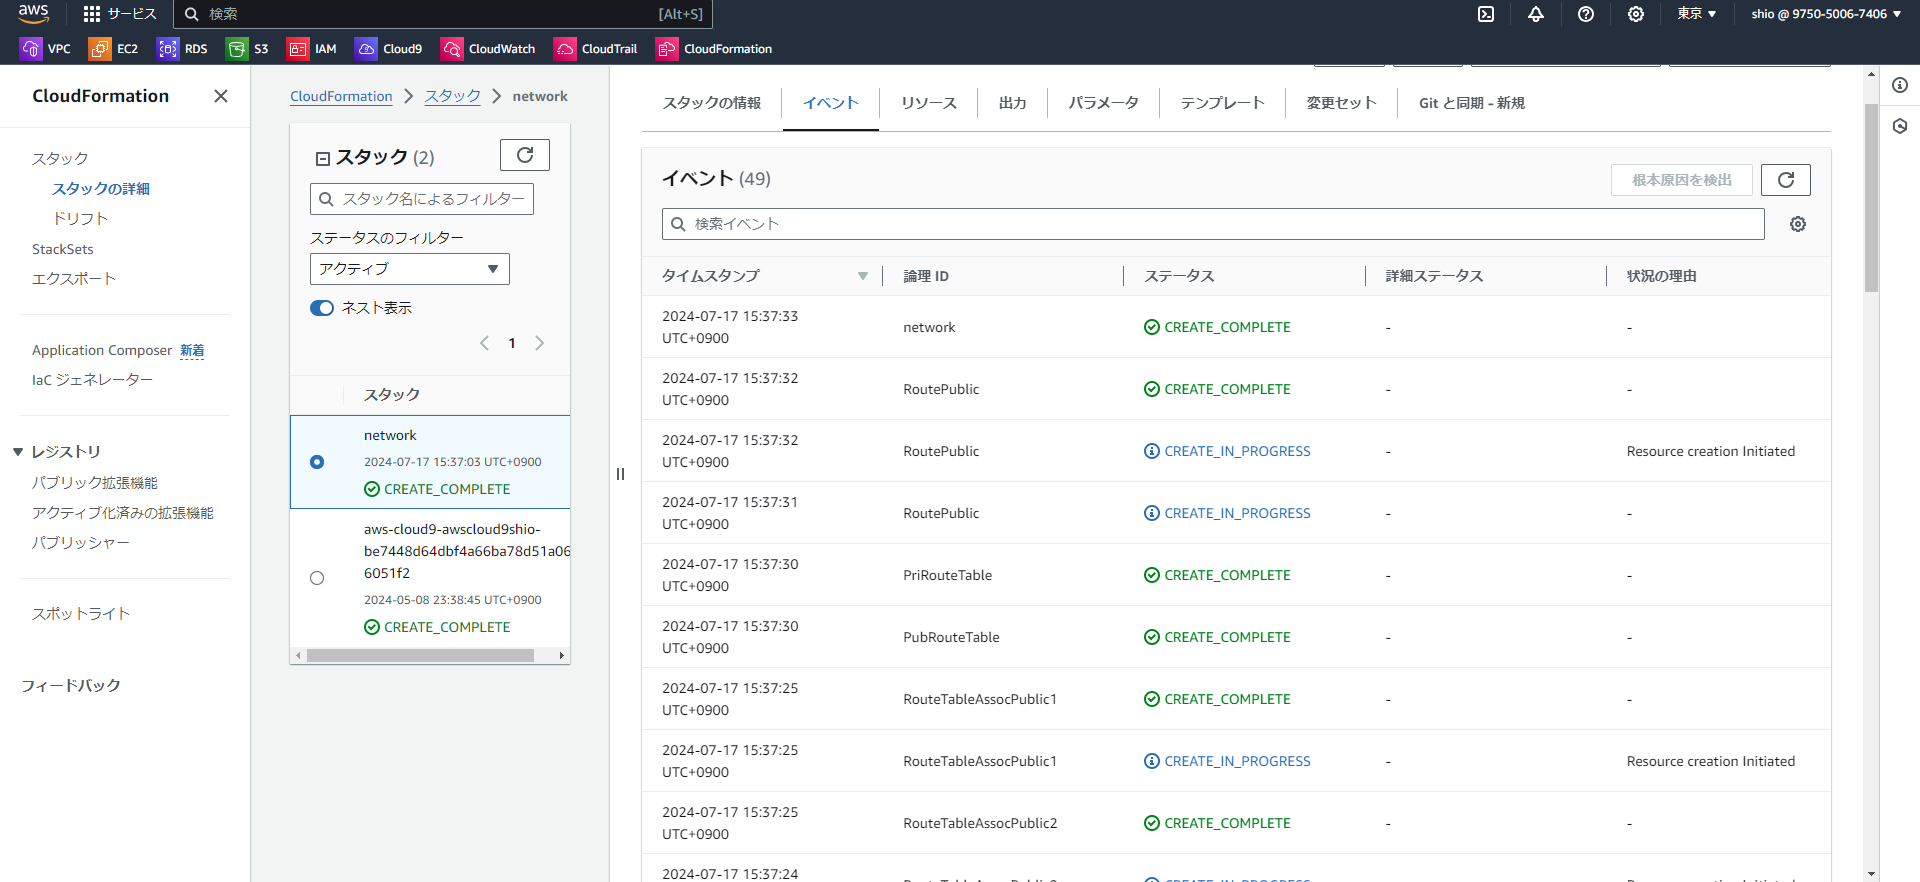 aws
サービス
検索
[Alt+S]
東京
shio @ 9750-5006-7406
VPC
EC2
RDS
S3
IAM
Cloud9
CloudWatch
CloudTrail
CloudFormation
CloudFormation
スタック
スタックの詳細
ドリフト
StackSets
エクスポート
Application Composer 新着
IaC ジェネレーター
レジストリ
パブリック拡張機能
アクティブ化済みの拡張機能
パブリッシャー
スポットライト
フィードバック
CloudFormation
スタック
network
スタック (2)
スタック名によるフィルター
ステータスのフィルター
アクティブ
ネスト表示
1
スタック
network
2024-07-17 15:37:03 UTC+0900
CREATE_COMPLETE
aws-cloud9-awscloud9shio-
be7448d64dbf4a66ba78d51a06
6051f2
2024-05-08 23:38:45 UTC+0900
CREATE_COMPLETE
スタックの情報
イベント
リソース
出力
パラメータ
テンプレート
変更セット
Git と同期 - 新規
イベント (49)
根本原因を検出
検索イベント
タイムスタンプ
論理 ID
ステータス
詳細ステータス
状況の理由
2024-07-17 15:37:33
UTC+0900
network
CREATE_COMPLETE
-
-
2024-07-17 15:37:32
UTC+0900
RoutePublic
CREATE_COMPLETE
-
-
2024-07-17 15:37:32
UTC+0900
RoutePublic
CREATE_IN_PROGRESS
-
Resource creation Initiated
2024-07-17 15:37:31
UTC+0900
RoutePublic
CREATE_IN_PROGRESS
-
-
2024-07-17 15:37:30
UTC+0900
PriRouteTable
CREATE_COMPLETE
-
-
2024-07-17 15:37:30
UTC+0900
PubRouteTable
CREATE_COMPLETE
-
-
2024-07-17 15:37:25
UTC+0900
RouteTableAssocPublic1
CREATE_COMPLETE
-
-
2024-07-17 15:37:25
UTC+0900
RouteTableAssocPublic1
CREATE_IN_PROGRESS
-
Resource creation Initiated
2024-07-17 15:37:25
UTC+0900
RouteTableAssocPublic2
CREATE_COMPLETE
-
-
2024-07-17 15:37:24